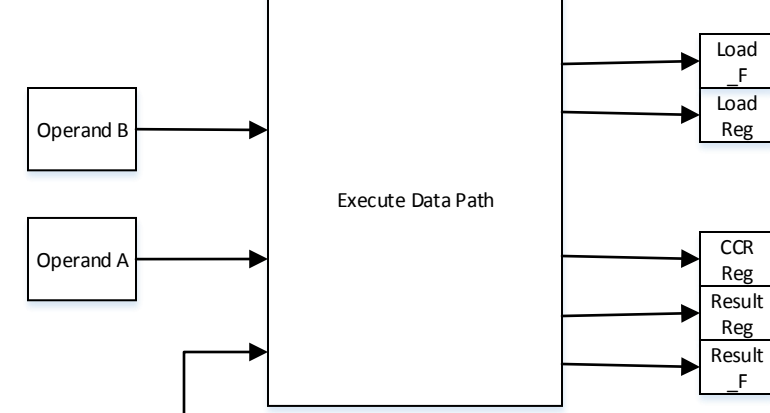 Load
_F
Load
Reg
Operand B
Execute Data Path
Operand A
CCR
Reg
Result
Reg
Result
_F